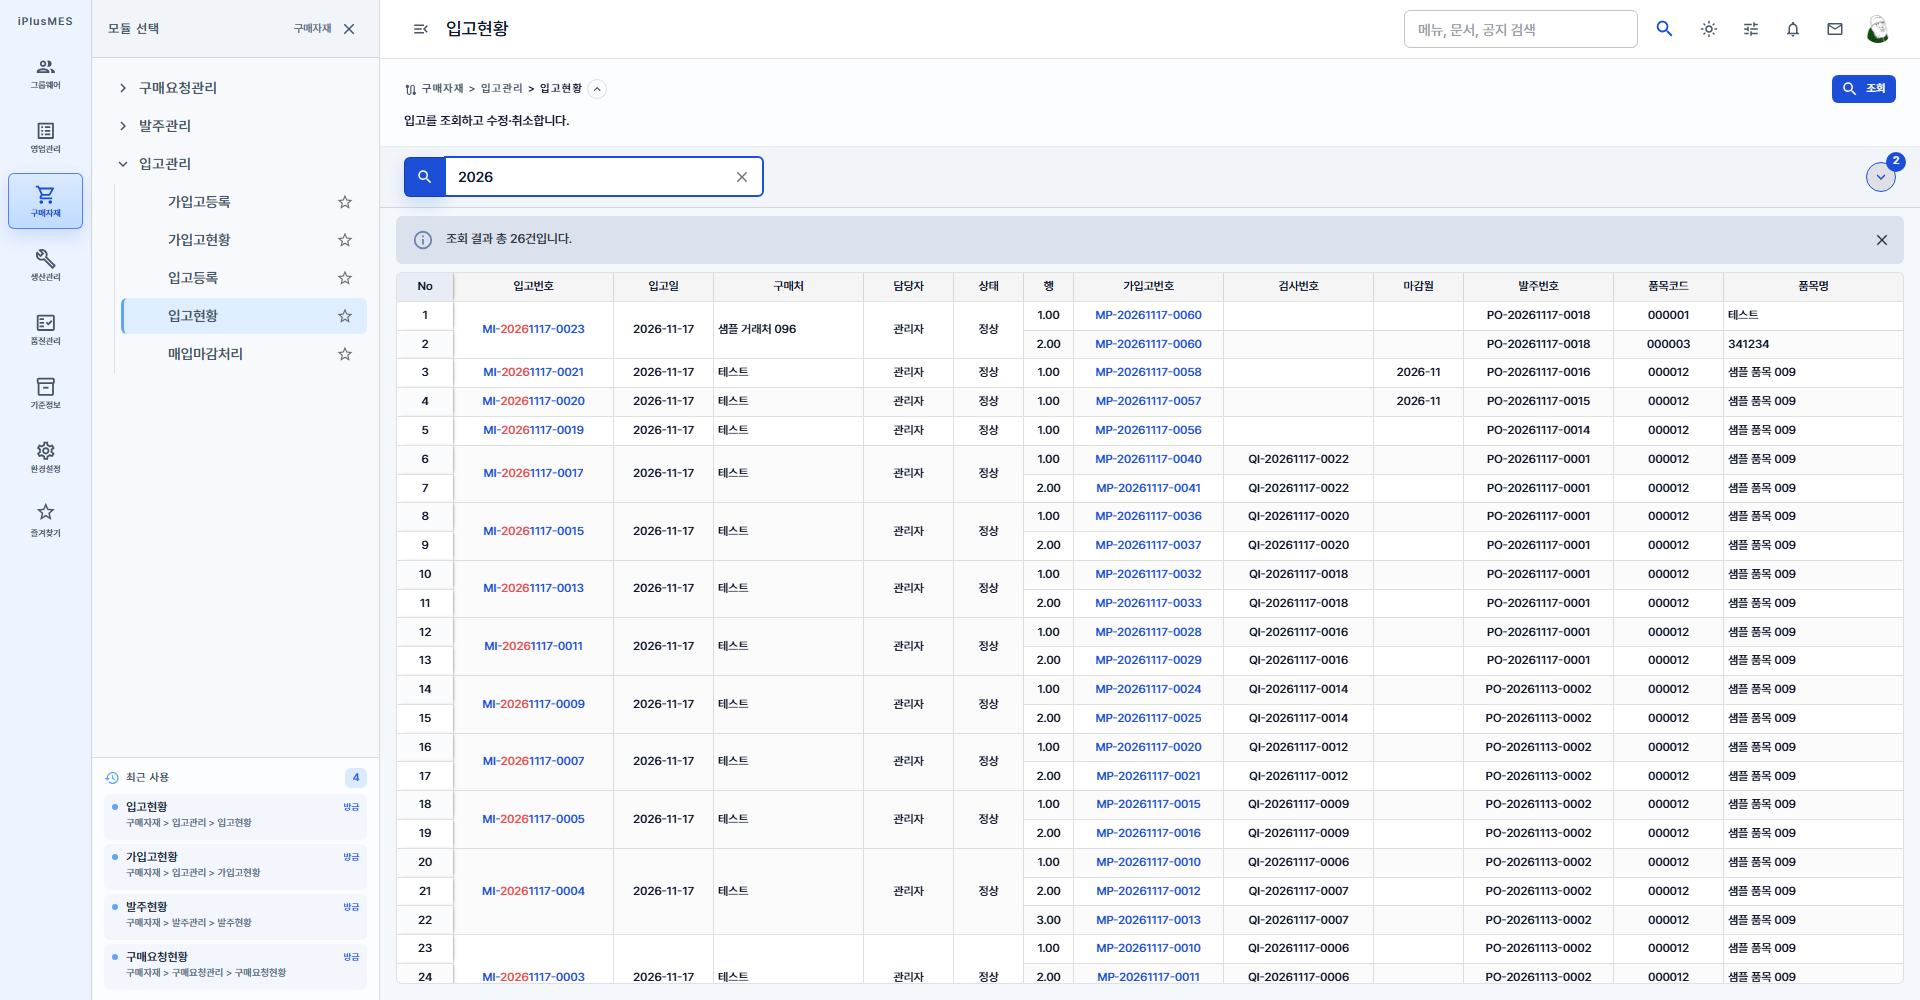 iPlusMES
모듈 선택
구매자재
입고현황
메뉴, 문서, 공지 검색
그룹웨어
영업관리
구매자재
생산관리
품질관리
기준정보
환경설정
즐겨찾기
구매요청관리
발주관리
입고관리
가입고등록
가입고현황
입고등록
입고현황
매입마감처리
최근 사용 4
입고현황 방금
구매자재 > 입고관리 > 입고현황
가입고현황 방금
구매자재 > 입고관리 > 가입고현황
발주현황 방금
구매자재 > 발주관리 > 발주현황
구매요청현황 방금
구매자재 > 구매요청관리 > 구매요청현황
구매자재 > 입고관리 > 입고현황
조회
입고를 조회하고 수정·취소합니다.
2026
2
조회 결과 총 26건입니다.
No 입고번호 입고일 구매처 담당자 상태 행 가입고번호 검사번호 마감월 발주번호 품목코드 품목명
1 MI-20261117-0023 2026-11-17 샘플 거래처 096 관리자 정상 1.00 MP-20261117-0060 PO-20261117-0018 000001 테스트
2 2.00 MP-20261117-0060 PO-20261117-0018 000003 341234
3 MI-20261117-0021 2026-11-17 테스트 관리자 정상 1.00 MP-20261117-0058 2026-11 PO-20261117-0016 000012 샘플 품목 009
4 MI-20261117-0020 2026-11-17 테스트 관리자 정상 1.00 MP-20261117-0057 2026-11 PO-20261117-0015 000012 샘플 품목 009
5 MI-20261117-0019 2026-11-17 테스트 관리자 정상 1.00 MP-20261117-0056 PO-20261117-0014 000012 샘플 품목 009
6 MI-20261117-0017 2026-11-17 테스트 관리자 정상 1.00 MP-20261117-0040 QI-20261117-0022 PO-20261117-0001 000012 샘플 품목 009
7 2.00 MP-20261117-0041 QI-20261117-0022 PO-20261117-0001 000012 샘플 품목 009
8 MI-20261117-0015 2026-11-17 테스트 관리자 정상 1.00 MP-20261117-0036 QI-20261117-0020 PO-20261117-0001 000012 샘플 품목 009
9 2.00 MP-20261117-0037 QI-20261117-0020 PO-20261117-0001 000012 샘플 품목 009
10 MI-20261117-0013 2026-11-17 테스트 관리자 정상 1.00 MP-20261117-0032 QI-20261117-0018 PO-20261117-0001 000012 샘플 품목 009
11 2.00 MP-20261117-0033 QI-20261117-0018 PO-20261117-0001 000012 샘플 품목 009
12 MI-20261117-0011 2026-11-17 테스트 관리자 정상 1.00 MP-20261117-0028 QI-20261117-0016 PO-20261117-0001 000012 샘플 품목 009
13 2.00 MP-20261117-0029 QI-20261117-0016 PO-20261117-0001 000012 샘플 품목 009
14 MI-20261117-0009 2026-11-17 테스트 관리자 정상 1.00 MP-20261117-0024 QI-20261117-0014 PO-20261113-0002 000012 샘플 품목 009
15 2.00 MP-20261117-0025 QI-20261117-0014 PO-20261113-0002 000012 샘플 품목 009
16 MI-20261117-0007 2026-11-17 테스트 관리자 정상 1.00 MP-20261117-0020 QI-20261117-0012 PO-20261113-0002 000012 샘플 품목 009
17 2.00 MP-20261117-0021 QI-20261117-0012 PO-20261113-0002 000012 샘플 품목 009
18 MI-20261117-0005 2026-11-17 테스트 관리자 정상 1.00 MP-20261117-0015 QI-20261117-0009 PO-20261113-0002 000012 샘플 품목 009
19 2.00 MP-20261117-0016 QI-20261117-0009 PO-20261113-0002 000012 샘플 품목 009
20 1.00 MP-20261117-0010 QI-20261117-0006 PO-20261113-0002 000012 샘플 품목 009
21 MI-20261117-0004 2026-11-17 테스트 관리자 정상 2.00 MP-20261117-0012 QI-20261117-0007 PO-20261113-0002 000012 샘플 품목 009
22 3.00 MP-20261117-0013 QI-20261117-0007 PO-20261113-0002 000012 샘플 품목 009
23 1.00 MP-20261117-0010 QI-20261117-0006 PO-20261113-0002 000012 샘플 품목 009
24 MI-20261117-0003 2026-11-17 테스트 관리자 정상 2.00 MP-20261117-0011 QI-20261117-0006 PO-20261113-0002 000012 샘플 품목 009